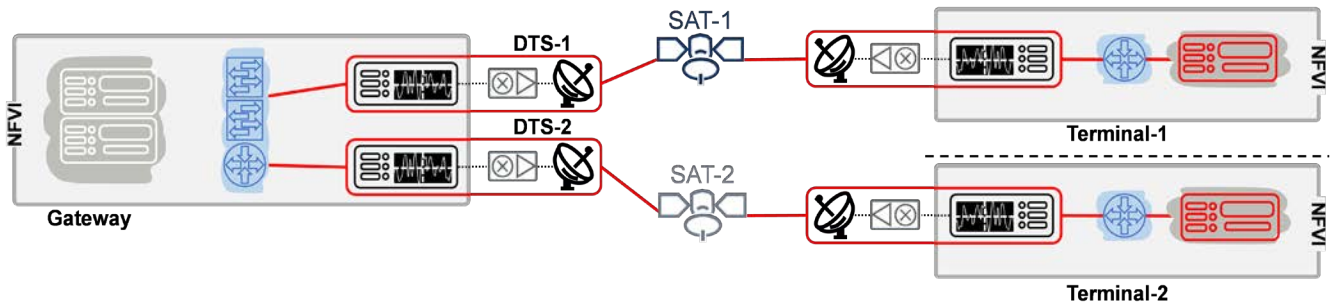 SAT-1
DTS-1
NFVI
NFVI
Terminal-1
DTS-2
SAT-2
Gateway
NFVI
Terminal-2